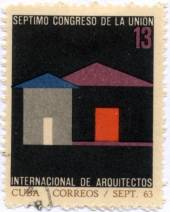 SEPTIMO CONGRESO DE LA UNION
13
INTERNACIONAL DE ARQUITECTOS
CUBA CORREOS / SEPT. 63